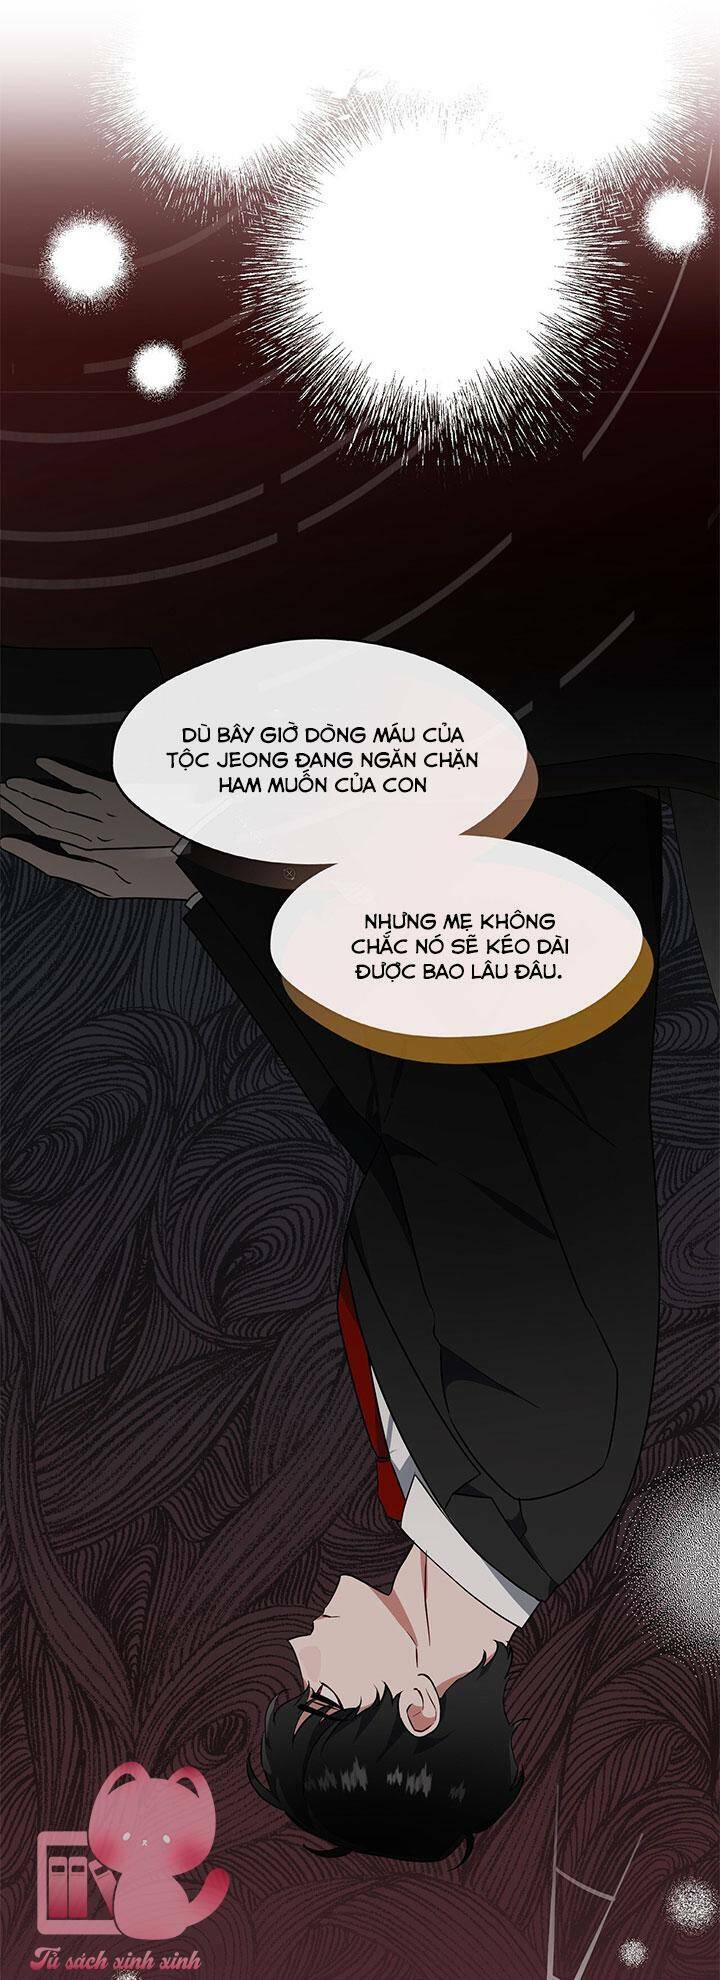 DÙ BÂY GIỜ DÒNG MÁU CỦA
TỘC JEONG ĐANG NGĂN CHẶN
HAM MUỐN CỦA CON
NHƯNG MẸ KHÔNG
CHẮC NÓ SẼ KÉO DÀI
ĐƯỢC BAO LÂU ĐÂU.
Tủ sách xinh xinh